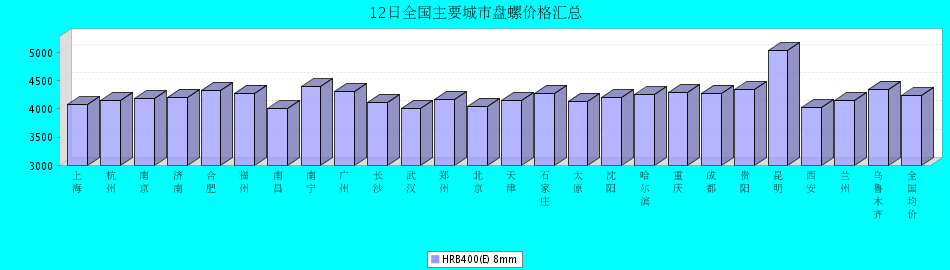 12日全国主要城市盘螺价格汇总
5000
4500
4000
3500
3000
上海
杭州
南京
济南
合肥
福州
南昌
南宁
广州
长沙
武汉
郑州
北京
天津
石家庄
太原
沈阳
哈尔滨
重庆
成都
贵阳
昆明
西安
兰州
乌鲁木齐
全国均价
HRB400(E) 8mm